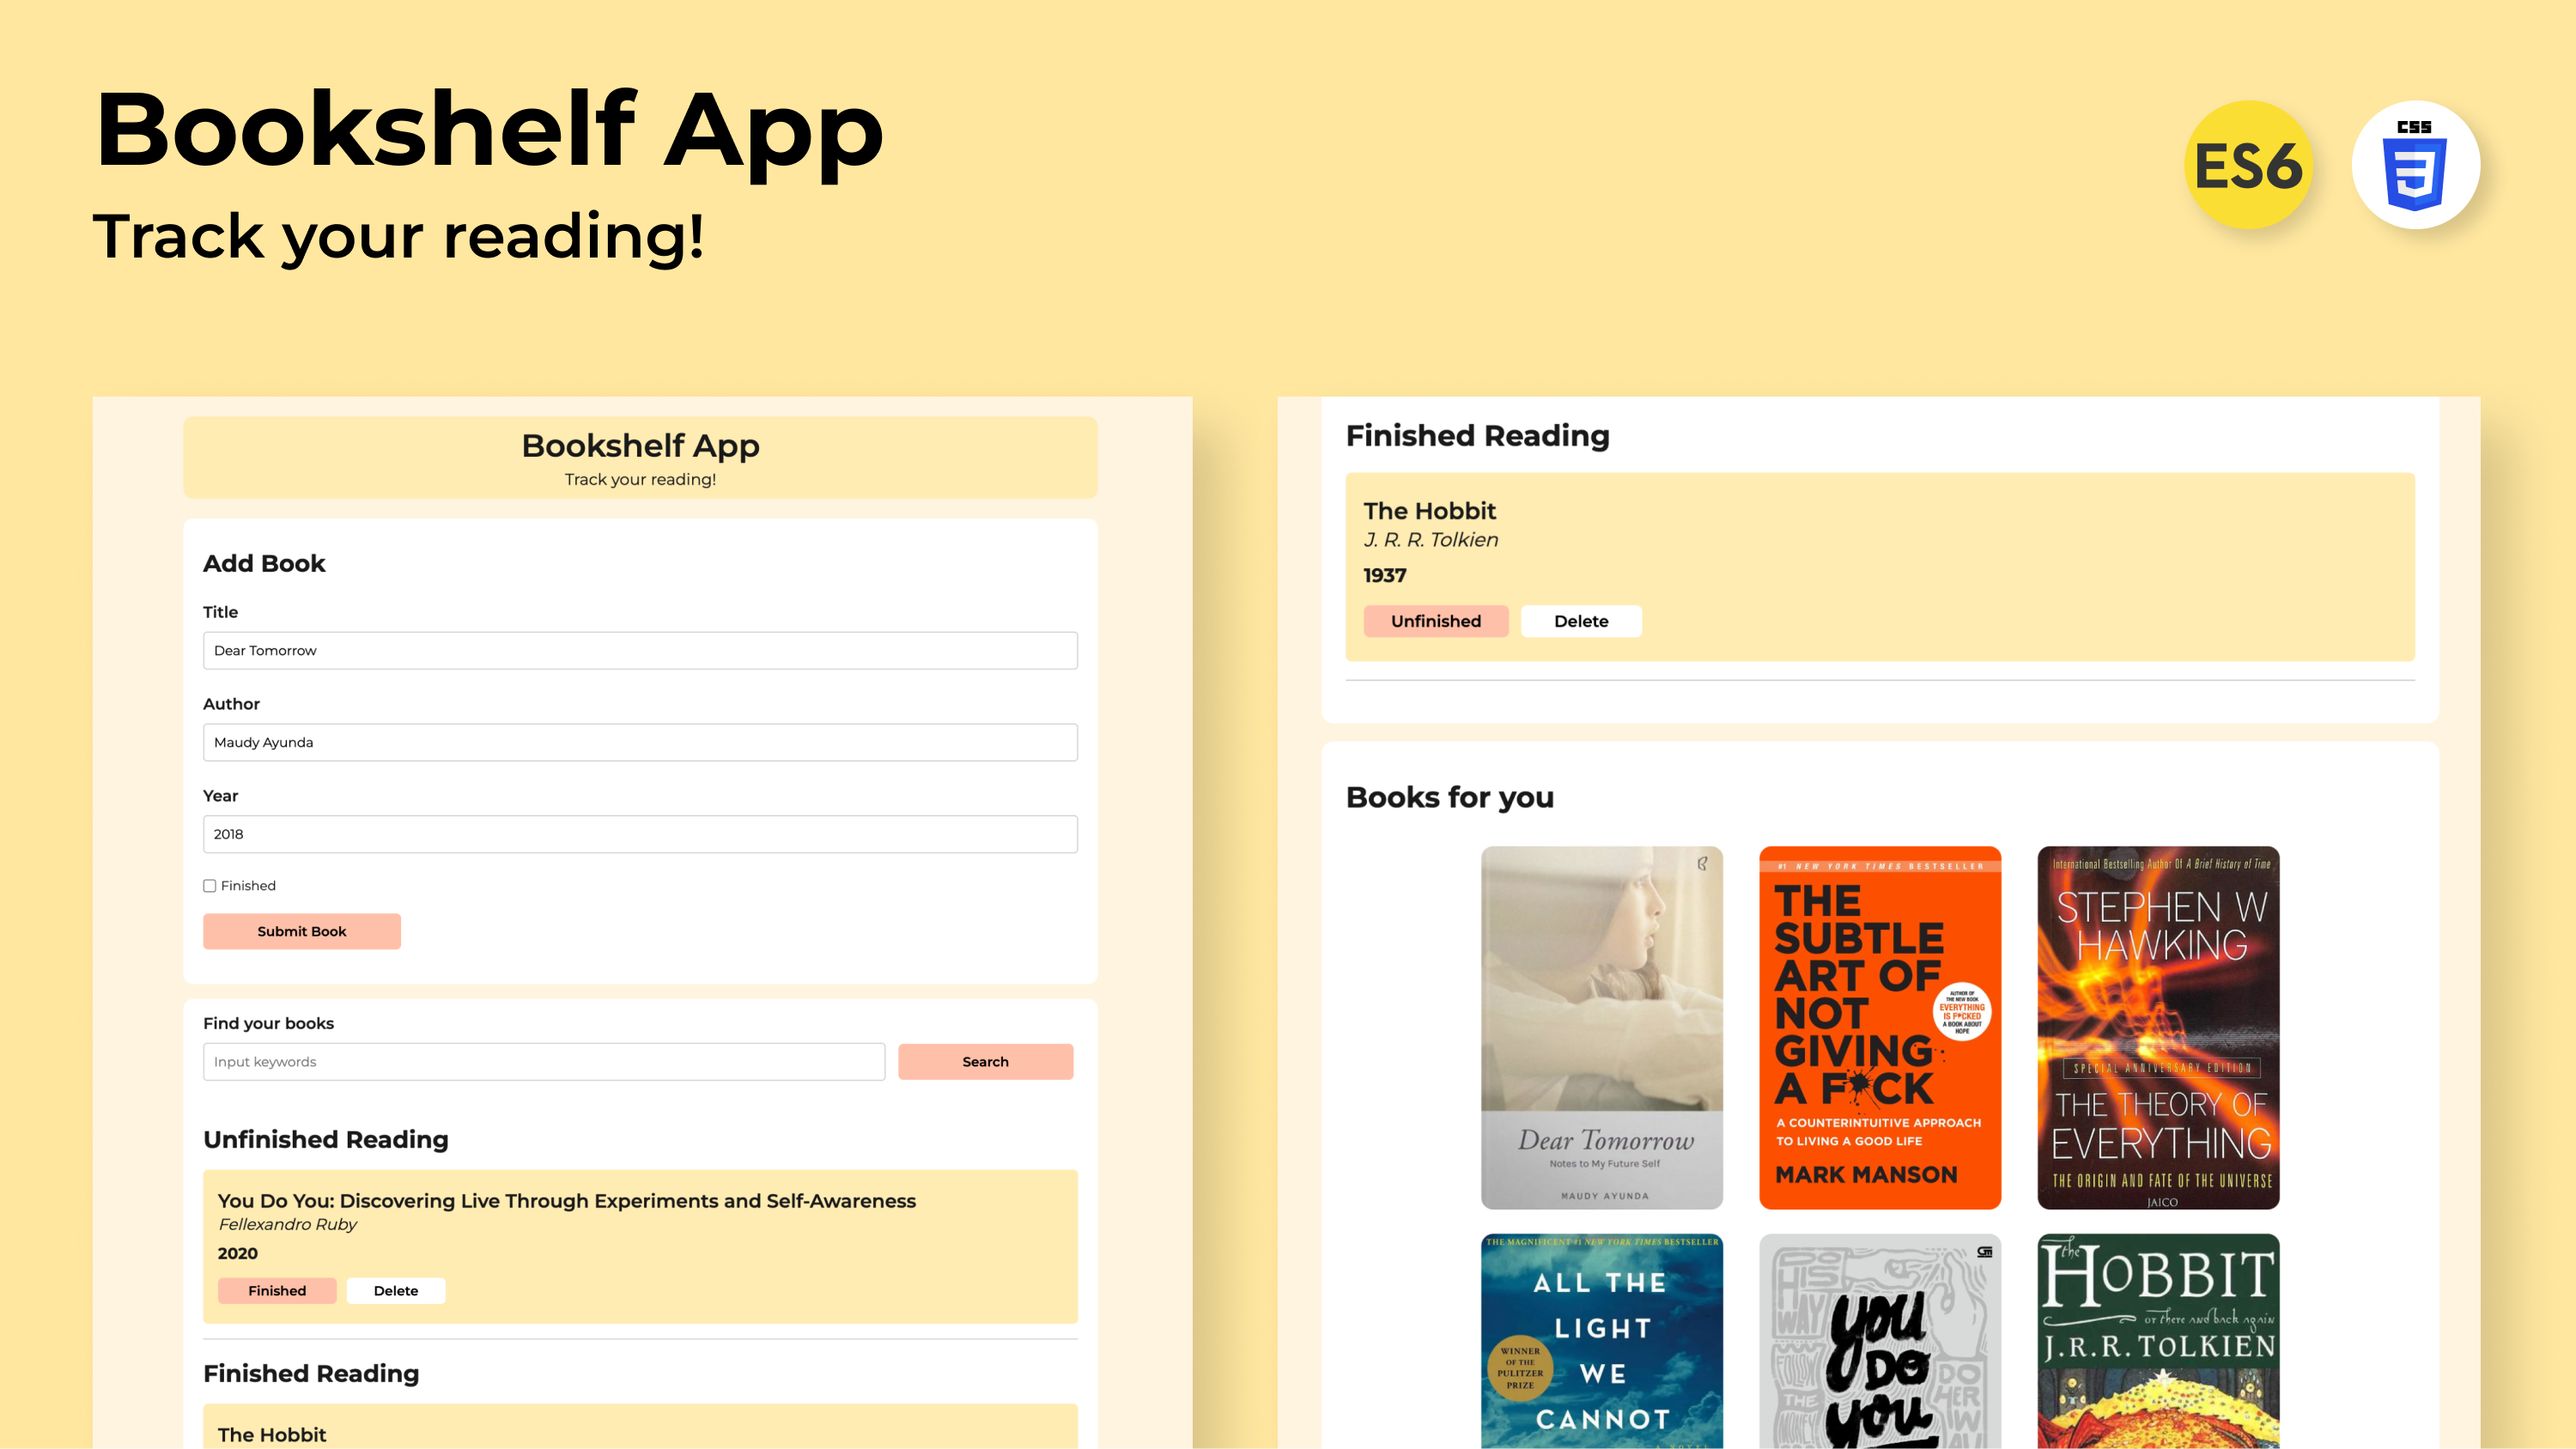 Bookshelf App
Track your reading!
ES6
CSS
Bookshelf App
Track your reading!
Add Book
Title
Dear Tomorrow
Author
Maudy Ayunda
Year
2018
Finished
Submit Book
Find your books
Input keywords
Search
Unfinished Reading
You Do You: Discovering Live Through Experiments and Self-Awareness
Fellexandro Ruby
2020
Finished
Delete
Finished Reading
The Hobbit
Finished Reading
The Hobbit
J. R. R. Tolkien
1937
Unfinished
Delete
Books for you
Dear Tomorrow
Notes to My Future Self
MAUDY AYUNDA
#1 NEW YORK TIMES BESTSELLER
THE
SUBTLE
ART OF
NOT
GIVING
A F*CK
AUTHOR OF
THE NEW BOOK
EVERYTHING
IS F*CKED
A BOOK ABOUT
HOPE
A COUNTERINTUITIVE APPROACH
TO LIVING A GOOD LIFE
MARK MANSON
International Bestselling Author Of A Brief History of Time
STEPHEN W
HAWKING
SPECIAL ANNIVERSARY EDITION
THE THEORY OF
EVERYTHING
THE ORIGIN AND FATE OF THE UNIVERSE
JAICO
THE MAGNIFICENT #1 NEW YORK TIMES BESTSELLER
ALL THE
LIGHT
WE
CANNOT
WINNER
OF THE
PULITZER
PRIZE
DO
HIS
WAY
FOLLOW
THE
MONEY
DO
HER
you
DO
you
the
HOBBIT
or there and back again
J.R.R.TOLKIEN